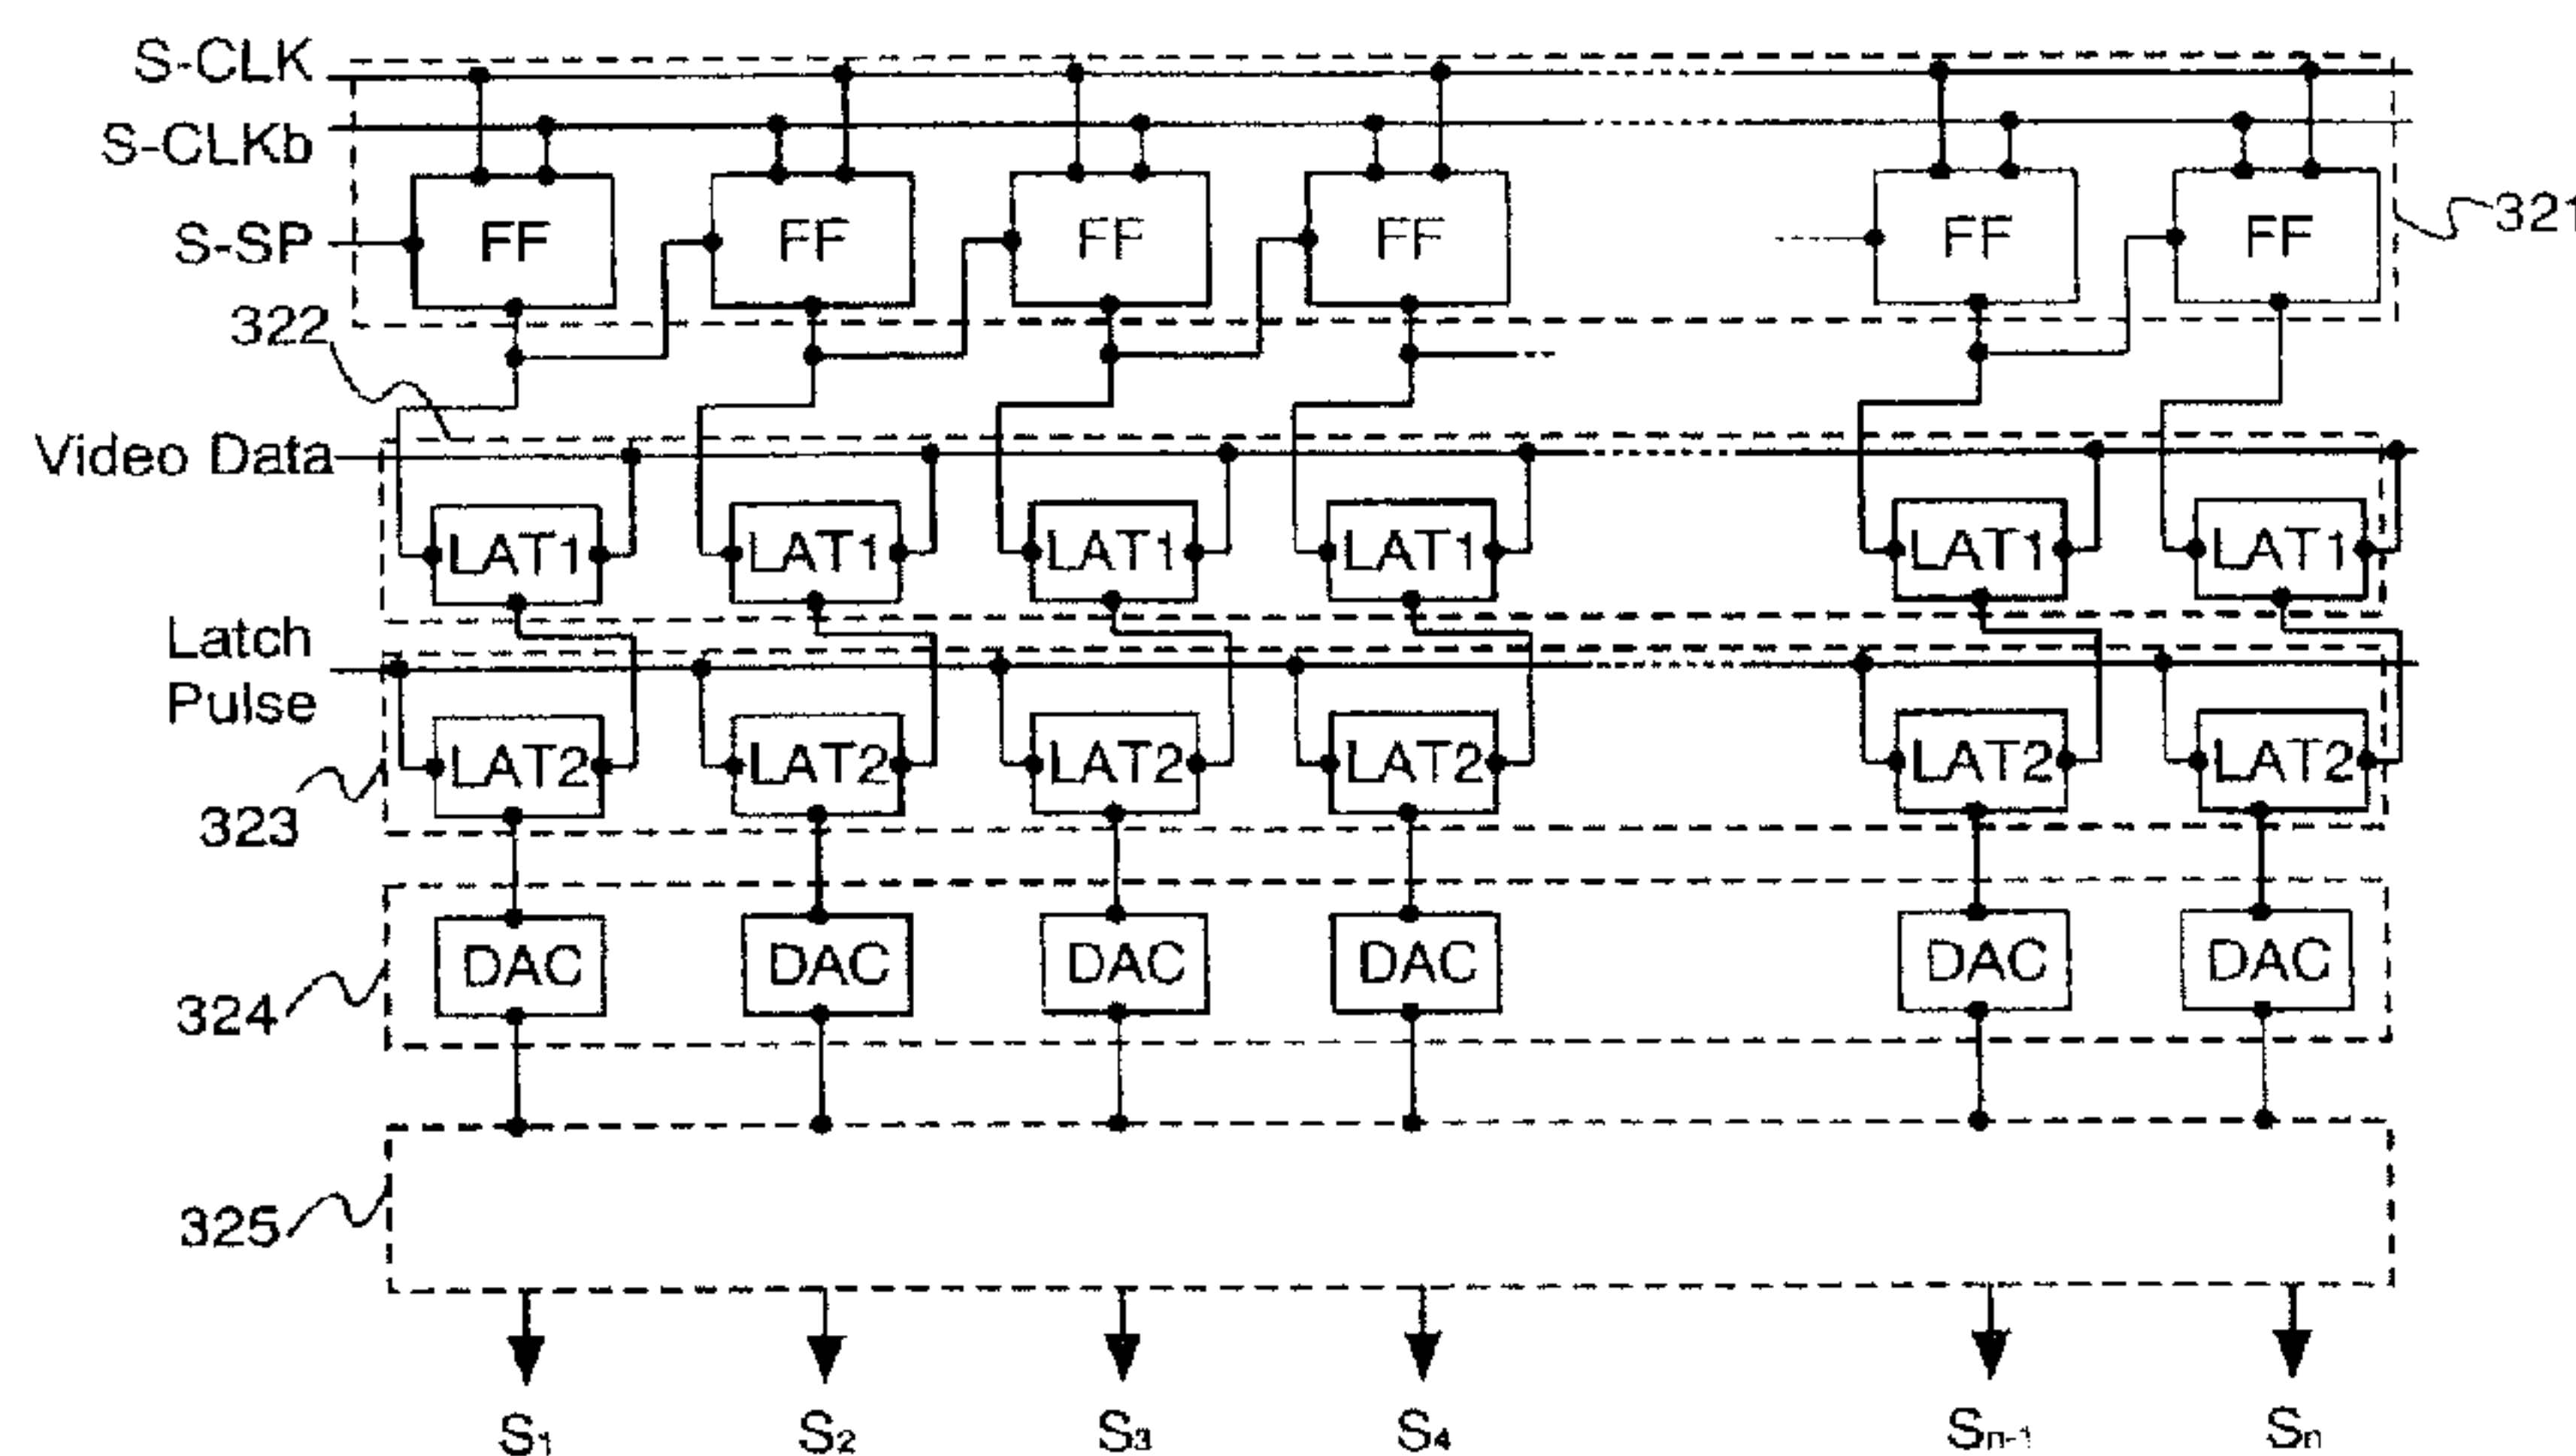 S-CLK
S-CLKb
S-SP
FF FF FF FF FF FF
321
322
Video Data
LAT1 LAT1 LAT1 LAT1 LAT1 LAT1
Latch
Pulse
LAT2 LAT2 LAT2 LAT2 LAT2 LAT2
323
DAC DAC DAC DAC DAC DAC
324
325
S1 S2 S3 S4 Sn-1 Sn